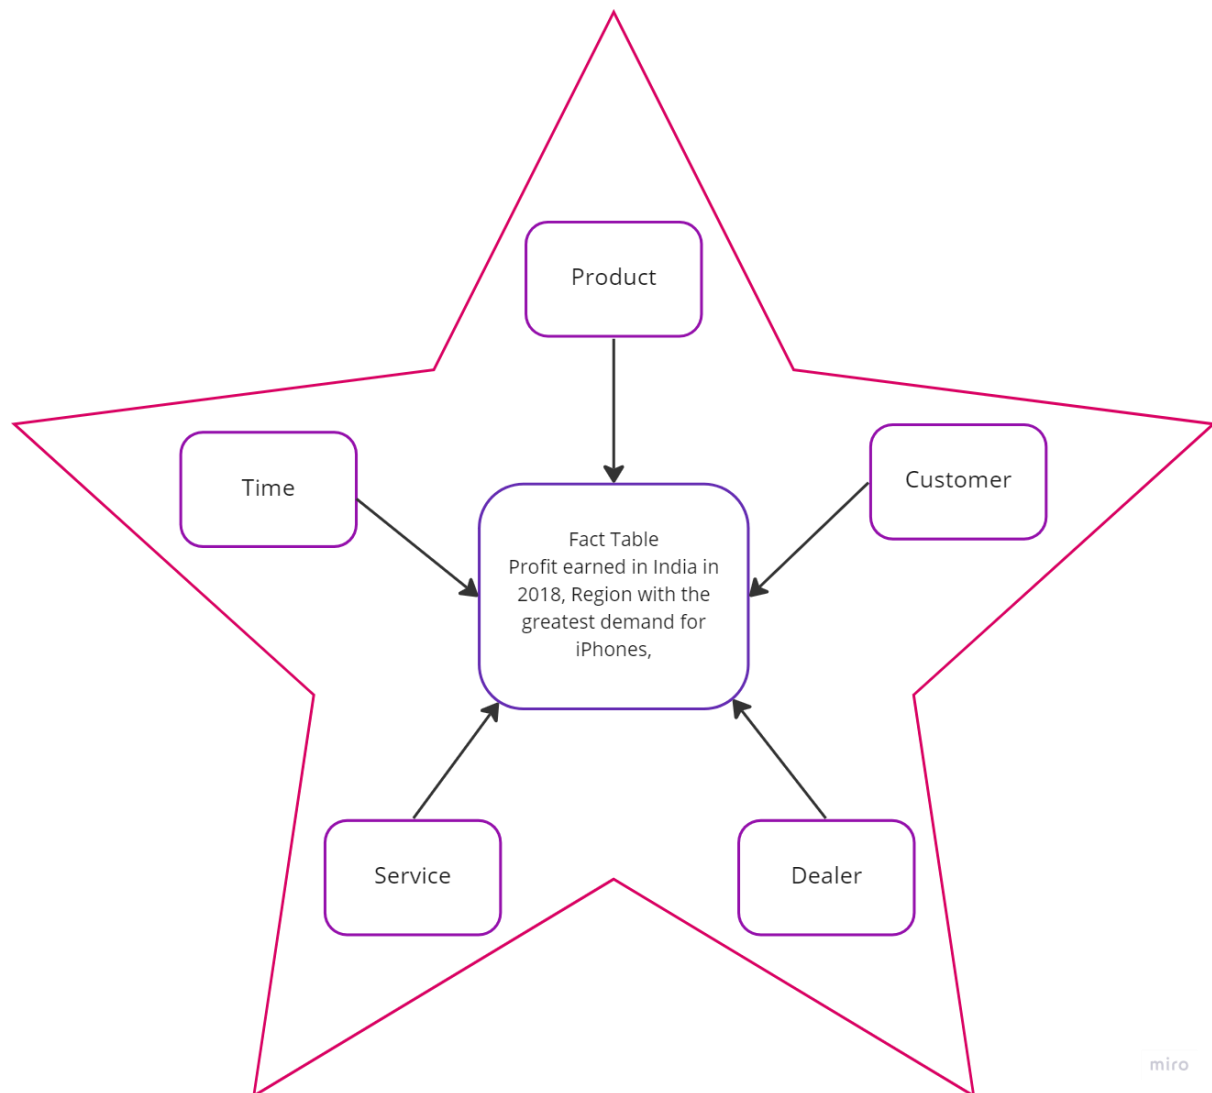 Product
Time
Customer
Fact Table
Profit earned in India in
2018, Region with the
greatest demand for
iPhones,
Service
Dealer
miro